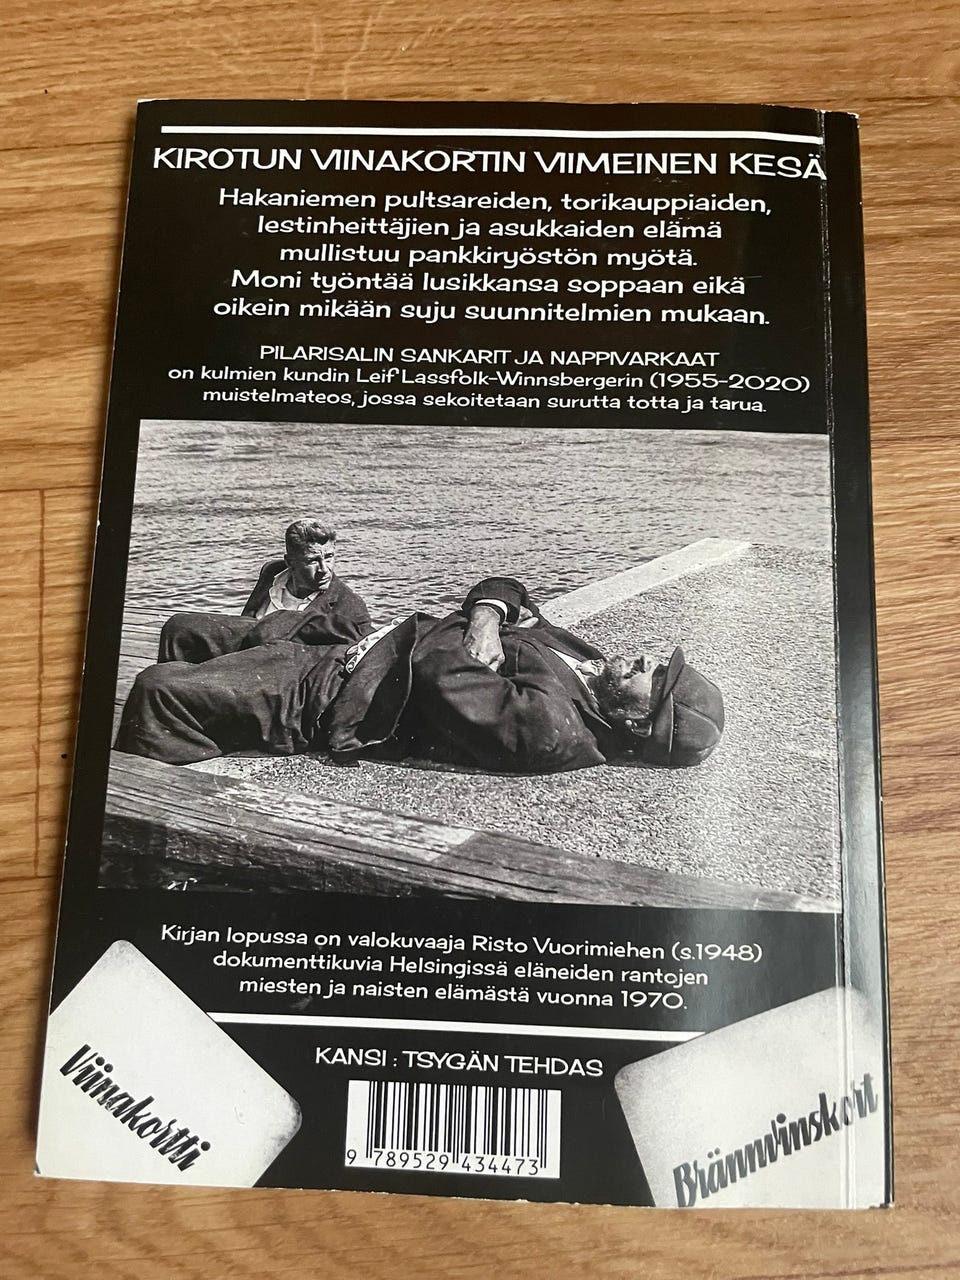 KIROTUN VIINAKORTIN VIIMEINEN KESÄ
Hakaniemen pultsareiden, torikauppiaiden,
lestinheittäjien ja asukkaiden elämä
mullistuu pankkiryöstön myötä.
Moni työntää lusikkansa soppaan eikä
oikein mikään suju suunnitelmien mukaan.
PILARISALIN SANKARIT JA NAPPIVARKAAT
on kulmien kundin Leif Lassfolk-Winnsbergerin (1955-2020)
muistelmateos, jossa sekoitetaan surutta totta ja tarua.
Kirjan lopussa on valokuvaaja Risto Vuorimiehen (s.1948)
dokumenttikuvia Helsingissä eläneiden rantojen
miesten ja naisten elämästä vuonna 1970.
KANSI : TSYGÄN TEHDAS
Viinakortti
Brännvinskort
9 789529 434473